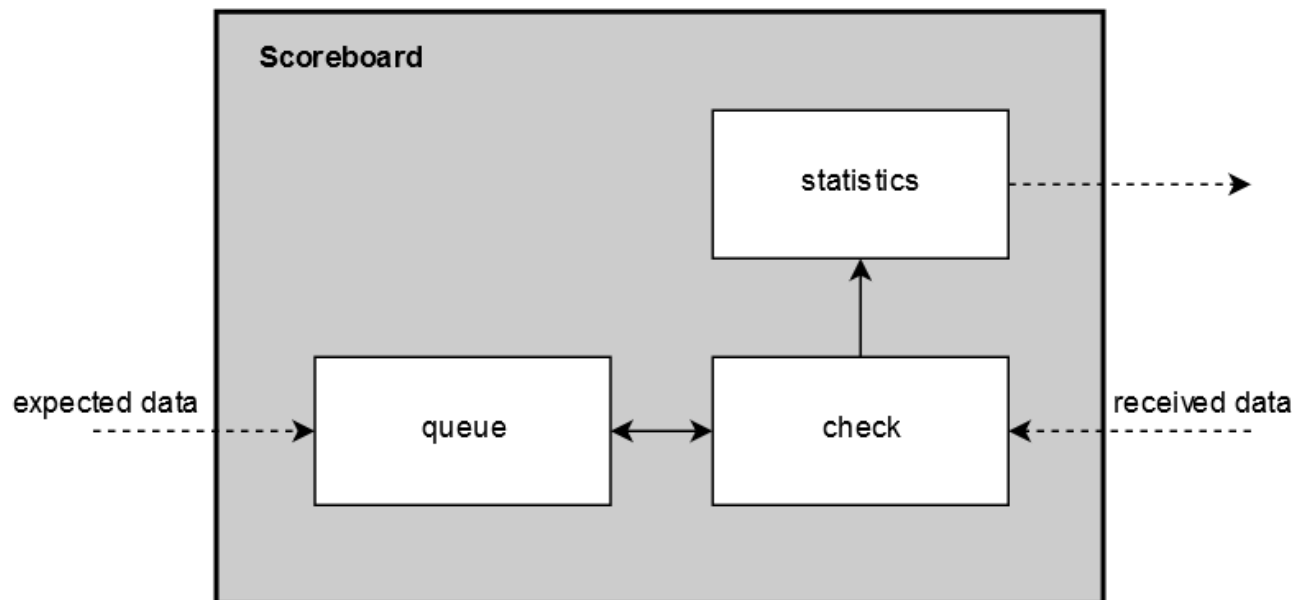 Scoreboard
statistics
expected data
queue
check
received data